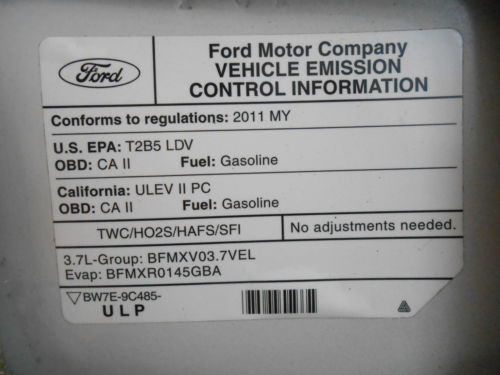 Ford
Ford Motor Company
VEHICLE EMISSION
CONTROL INFORMATION
Conforms to regulations: 2011 MY
U.S. EPA: T2B5 LDV
OBD: CA II Fuel: Gasoline
California: ULEV II PC
OBD: CA II Fuel: Gasoline
TWC/HO2S/HAFS/SFI No adjustments needed.
3.7L-Group: BFMXV03.7VEL
Evap: BFMXR0145GBA
BW7E-9C485-
ULP